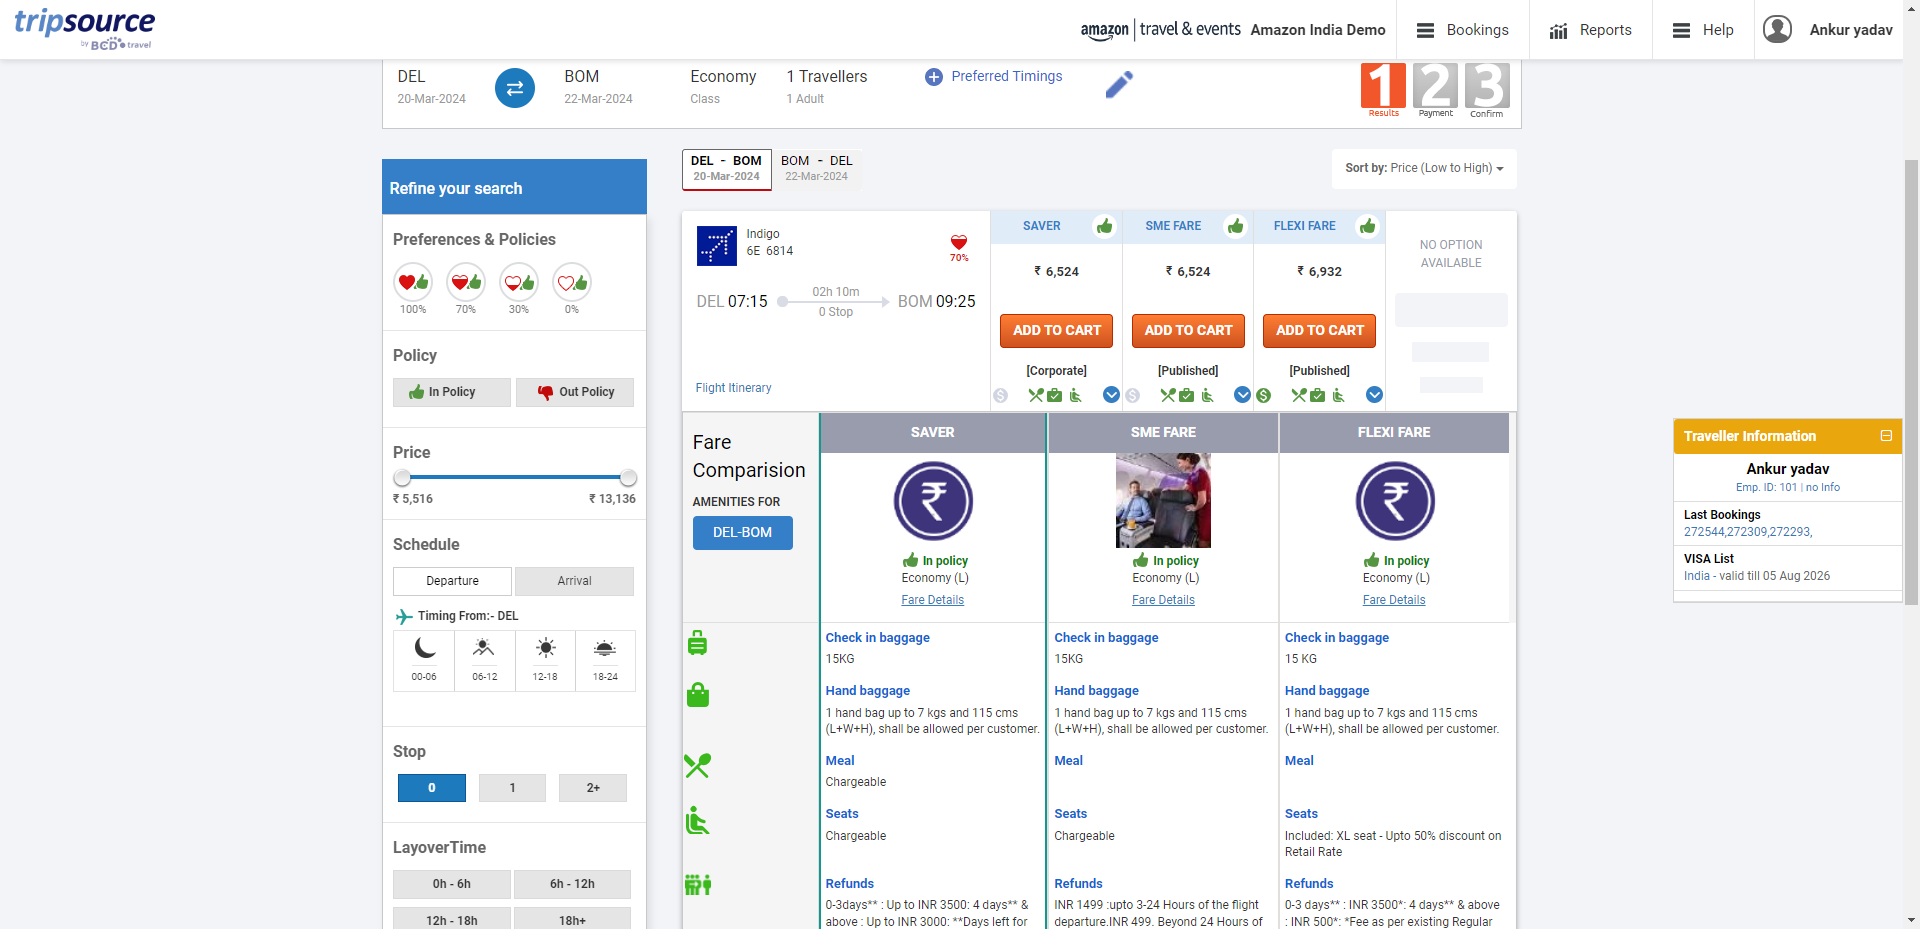 tripsource
by BCD travel
amazon | travel & events
Amazon India Demo
Bookings
Reports
Help
Ankur yadav
DEL
20-Mar-2024
BOM
22-Mar-2024
Economy
Class
1 Travellers
1 Adult
Preferred Timings
1 2 3
Results Payment Confirm
Refine your search
Preferences & Policies
100% 70% 30% 0%
Policy
In Policy
Out Policy
Price
₹ 5,516 ₹ 13,136
Schedule
Departure Arrival
Timing From:- DEL
00-06 06-12 12-18 18-24
Stop
0 1 2+
LayoverTime
0h - 6h 6h - 12h
12h - 18h 18h+
DEL - BOM
20-Mar-2024
BOM - DEL
22-Mar-2024
Sort by: Price (Low to High)
Indigo
6E 6814
70%
DEL 07:15
02h 10m
0 Stop
BOM 09:25
Flight Itinerary
SAVER
₹ 6,524
ADD TO CART
[Corporate]
SME FARE
₹ 6,524
ADD TO CART
[Published]
FLEXI FARE
₹ 6,932
ADD TO CART
[Published]
NO OPTION
AVAILABLE
Fare
Comparision
AMENITIES FOR
DEL-BOM
SAVER
In policy
Economy (L)
Fare Details
Check in baggage
15KG
Hand baggage
1 hand bag up to 7 kgs and 115 cms
(L+W+H), shall be allowed per customer.
Meal
Chargeable
Seats
Chargeable
Refunds
0-3days** : Up to INR 3500: 4 days** &
above : Up to INR 3000: **Days left for
SME FARE
In policy
Economy (L)
Fare Details
Check in baggage
15KG
Hand baggage
1 hand bag up to 7 kgs and 115 cms
(L+W+H), shall be allowed per customer.
Meal
Seats
Chargeable
Refunds
INR 1499 :upto 3-24 Hours of the flight
departure.INR 499. Beyond 24 Hours of
FLEXI FARE
In policy
Economy (L)
Fare Details
Check in baggage
15 KG
Hand baggage
1 hand bag up to 7 kgs and 115 cms
(L+W+H), shall be allowed per customer.
Meal
Seats
Included: XL seat - Upto 50% discount on
Retail Rate
Refunds
0-3 days** : INR 3500*: 4 days** & above
: INR 500*: *Fee as per existing Regular
Traveller Information
Ankur yadav
Emp. ID: 101 | no Info
Last Bookings
272544,272309,272293,
VISA List
India - valid till 05 Aug 2026